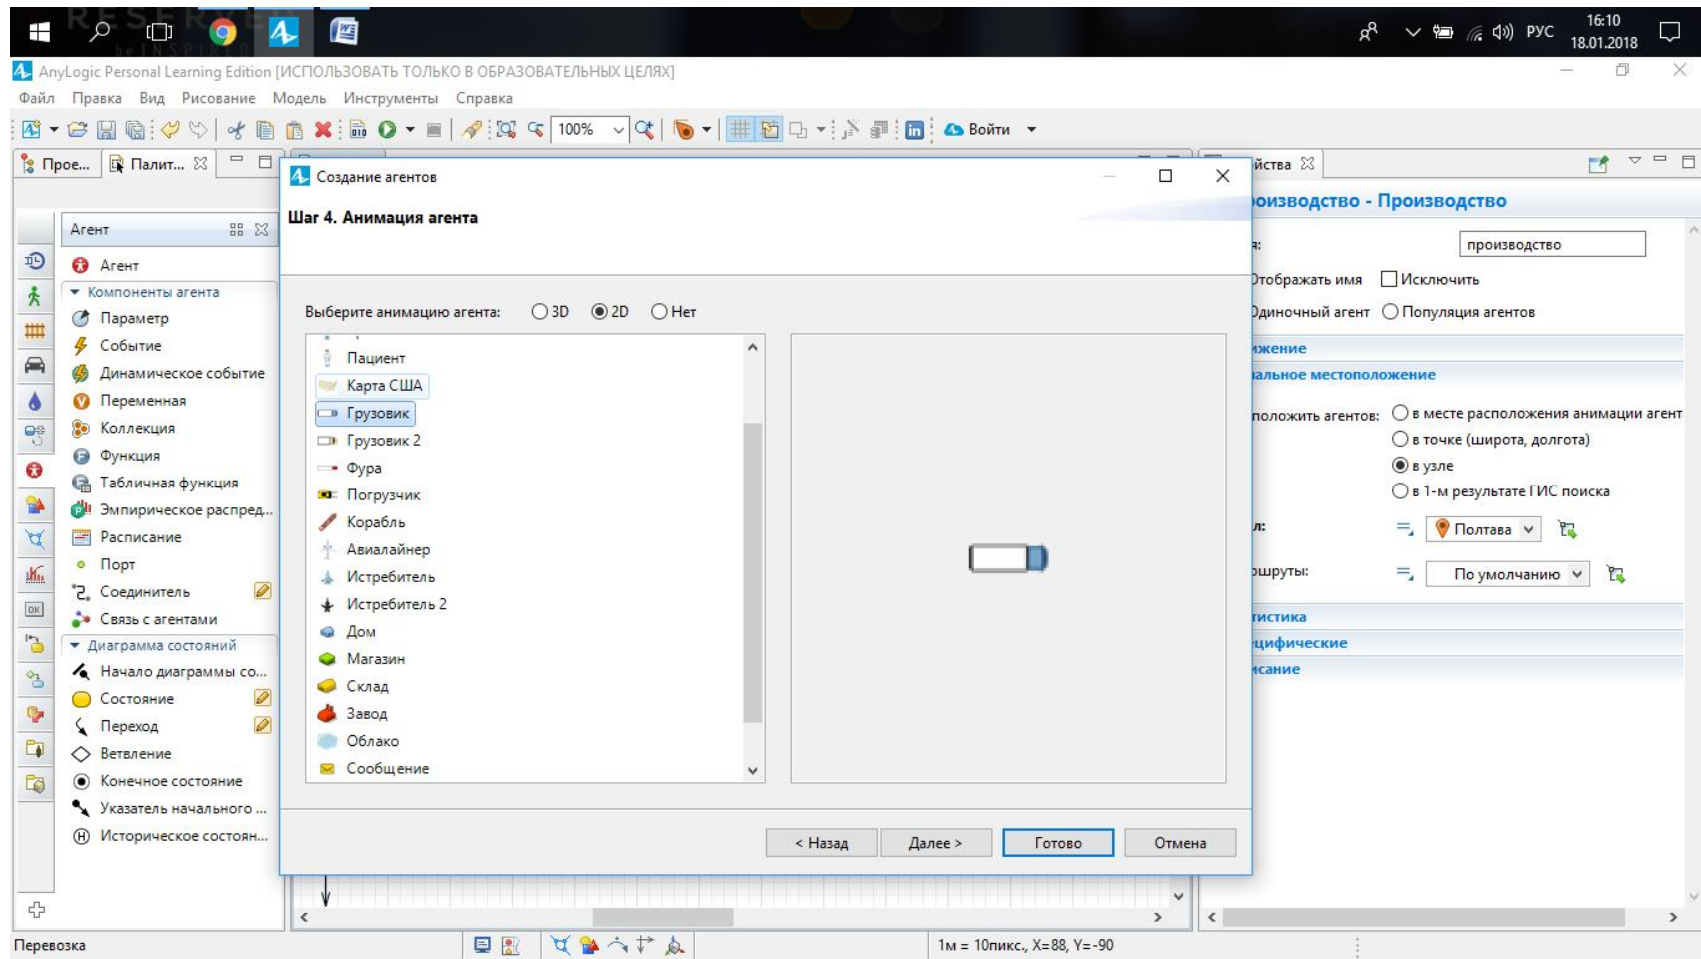 RESERVED
be INSPIRED
РУС
16:10
18.01.2018
AnyLogic Personal Learning Edition [ИСПОЛЬЗОВАТЬ ТОЛЬКО В ОБРАЗОВАТЕЛЬНЫХ ЦЕЛЯХ]
Файл Правка Вид Рисование Модель Инструменты Справка
100%
Войти
Прое...
Палит...
Агент
Агент
Компоненты агента
Параметр
Событие
Динамическое событие
Переменная
Коллекция
Функция
Табличная функция
Эмпирическое распред...
Расписание
Порт
Соединитель
Связь с агентами
Диаграмма состояний
Начало диаграммы со...
Состояние
Переход
Ветвление
Конечное состояние
Указатель начального ...
Историческое состоян...
Создание агентов
Шаг 4. Анимация агента
Выберите анимацию агента: 3D 2D Нет
Пациент
Карта США
Грузовик
Грузовик 2
Фура
Погрузчик
Корабль
Авиалайнер
Истребитель
Истребитель 2
Дом
Магазин
Склад
Завод
Облако
Сообщение
< Назад
Далее >
Готово
Отмена
йства
оизводство - Производство
я:
производство
Отображать имя Исключить
Одиночный агент Популяция агентов
ижение
альное местоположение
положить агентов:
в месте расположения анимации агент
в точке (широта, долгота)
в узле
в 1-м результате ГИС поиска
л:
Полтава
ршруты:
По умолчанию
тистика
ецифические
исание
Перевозка
1м = 10пикс., X=88, Y=-90